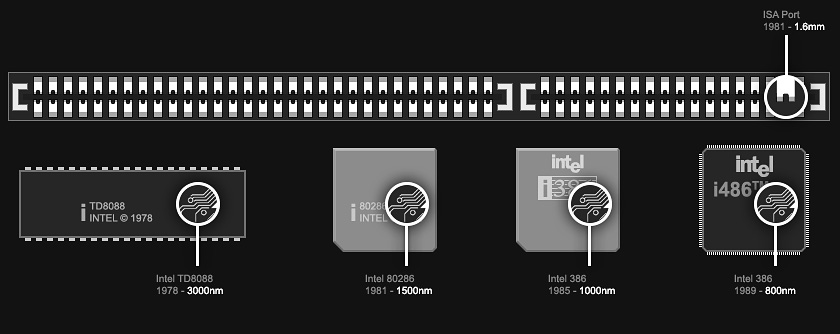 ISA Port
1981 - 1.6mm
TD8088
INTEL © 1978
80286
INTEL
intel
i386
intel
i486™
Intel TD8088
1978 - 3000nm
Intel 80286
1981 - 1500nm
Intel 386
1985 - 1000nm
Intel 386
1989 - 800nm